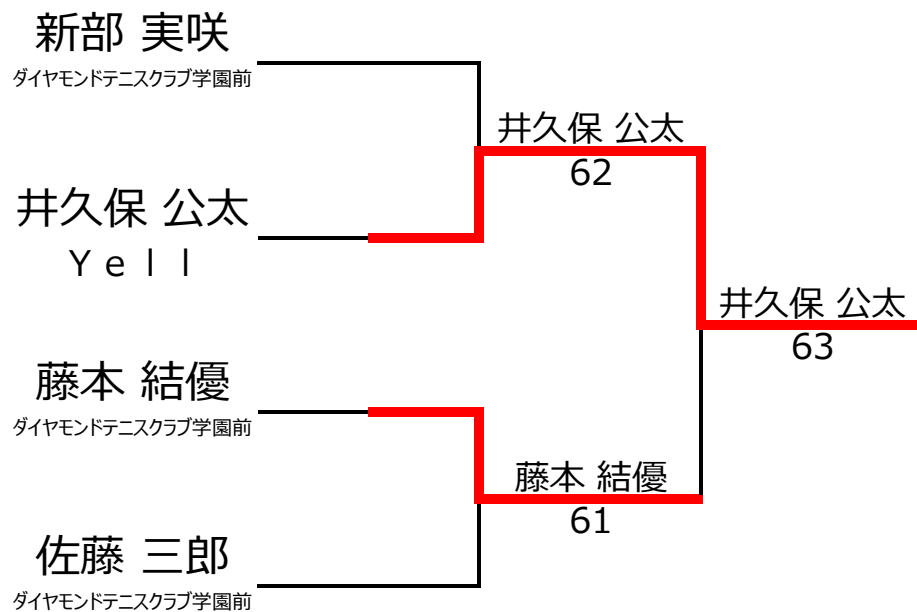 新部 実咲
ダイヤモンドテニスクラブ学園前
井久保 公太
62
井久保 公太
Ｙｅｌｌ
井久保 公太
63
藤本 結優
ダイヤモンドテニスクラブ学園前
藤本 結優
61
佐藤 三郎
ダイヤモンドテニスクラブ学園前